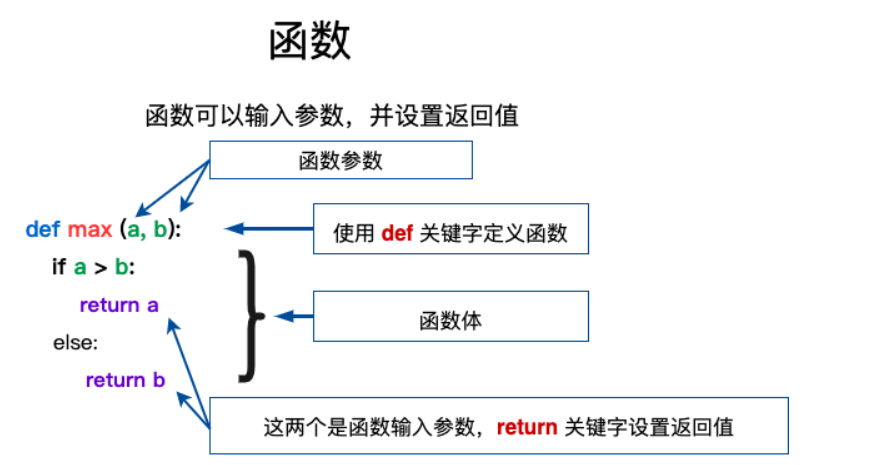 函数
函数可以输入参数，并设置返回值
函数参数
def max (a, b):
使用 def 关键字定义函数
if a > b:
return a
函数体
else:
return b
这两个是函数输入参数，return 关键字设置返回值